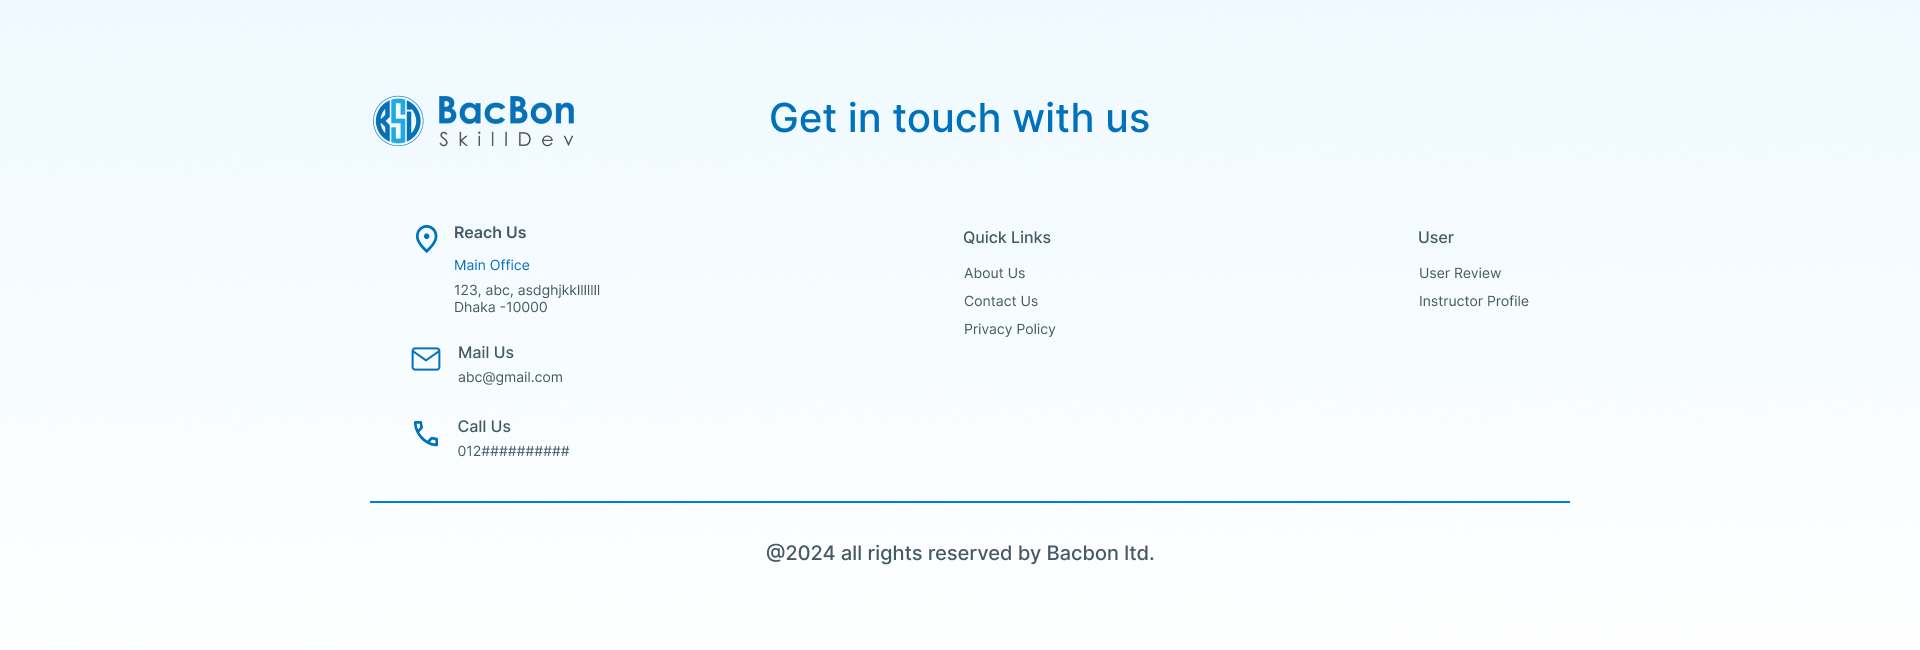 BSD
BacBon
SkillDev
Get in touch with us
Reach Us
Main Office
123, abc, asdghjkklllllll
Dhaka -10000
Mail Us
abc@gmail.com
Call Us
012##########
Quick Links
About Us
Contact Us
Privacy Policy
User
User Review
Instructor Profile
@2024 all rights reserved by Bacbon ltd.